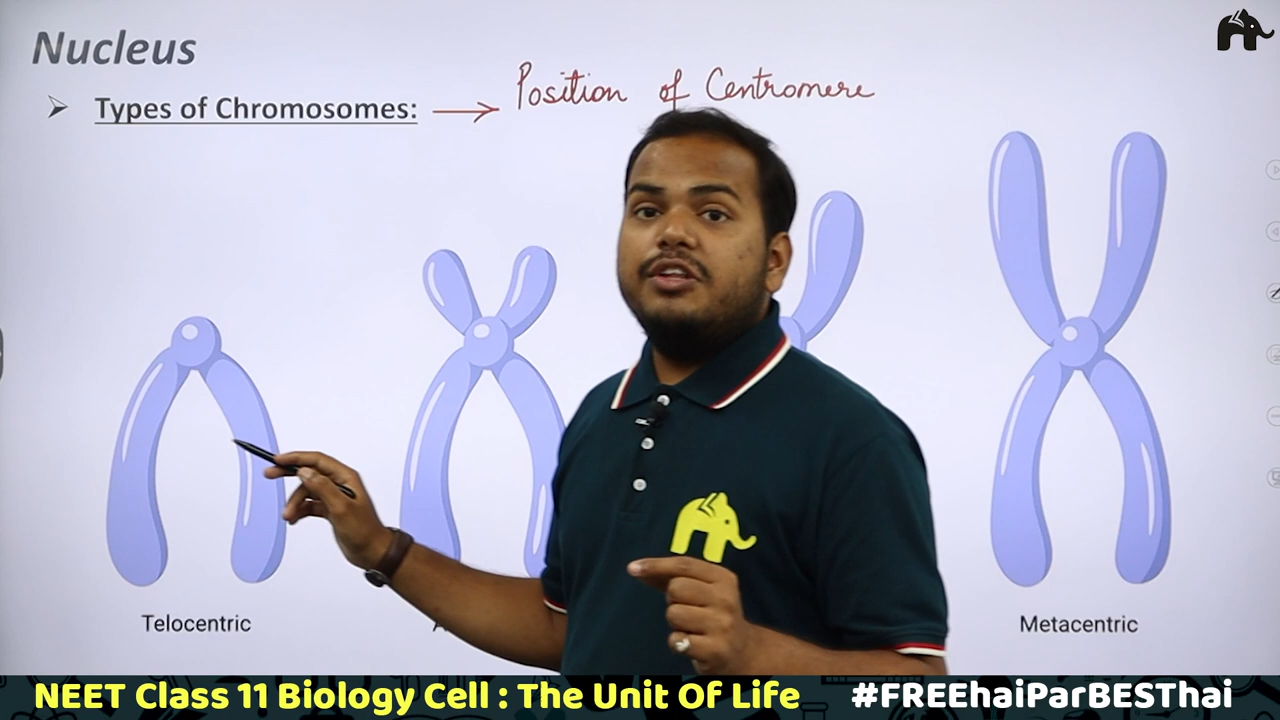 Nucleus
Types of Chromosomes: → Position of Centromere
Telocentric
Metacentric
NEET Class 11 Biology Cell : The Unit Of Life
#FREEhaiParBESThai